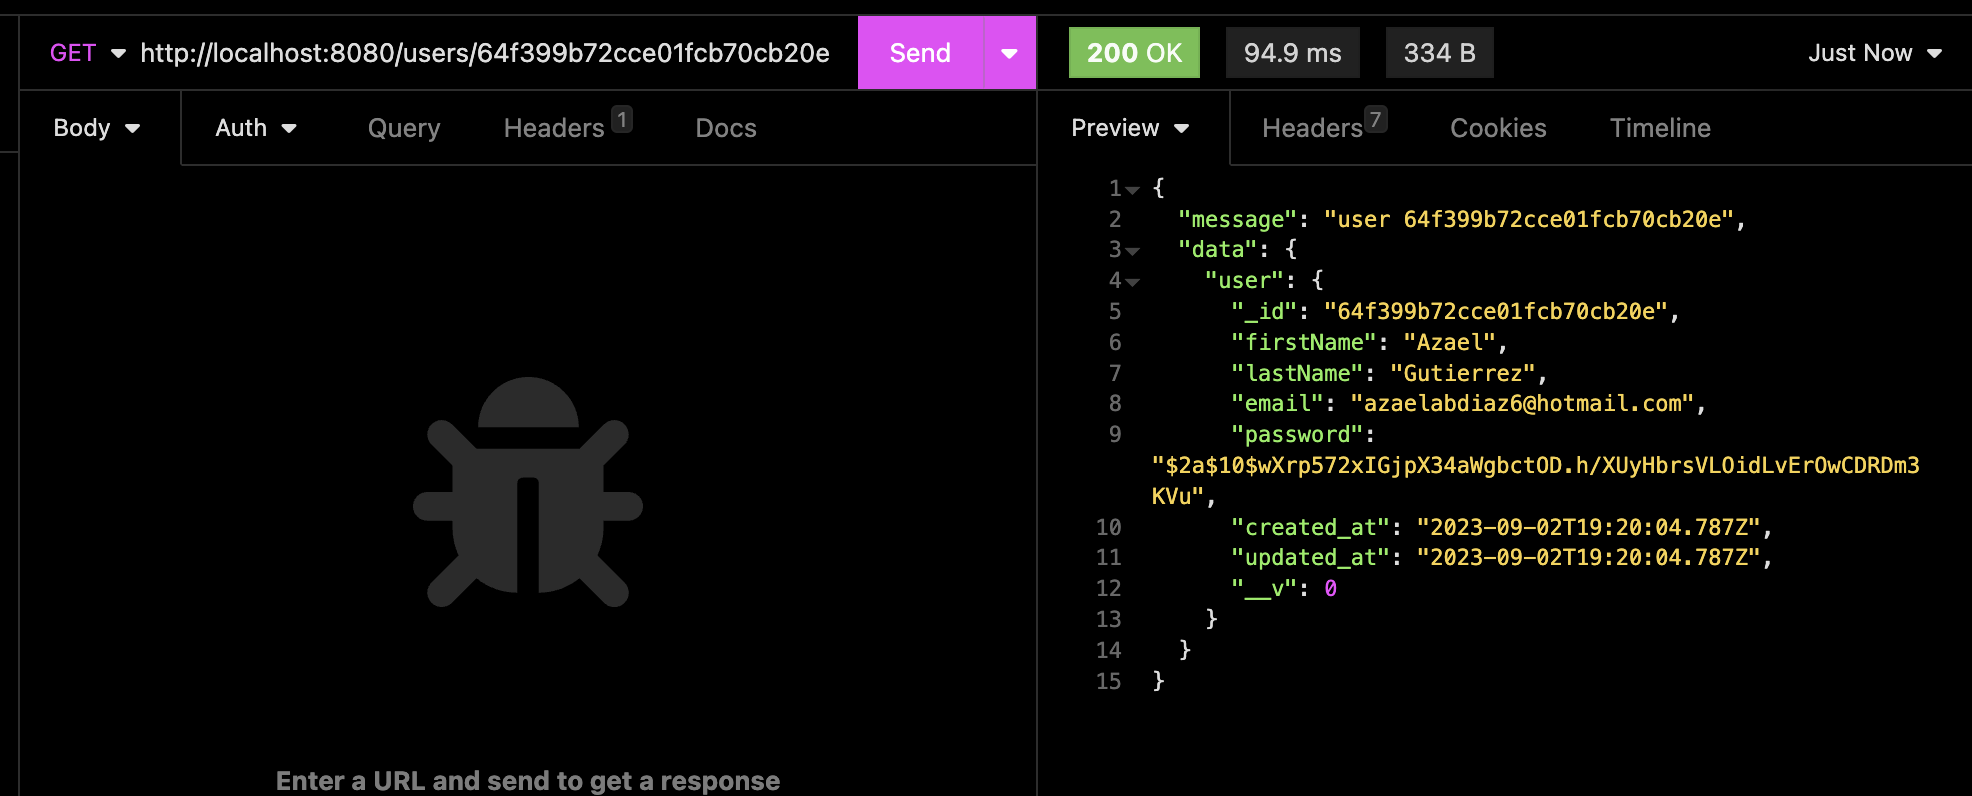 GET http://localhost:8080/users/64f399b72cce01fcb70cb20e Send 200 OK 94.9 ms 334 B Just Now
Body Auth Query Headers 1 Docs Preview Headers 7 Cookies Timeline
1 {
2 "message": "user 64f399b72cce01fcb70cb20e",
3 "data": {
4 "user": {
5 "_id": "64f399b72cce01fcb70cb20e",
6 "firstName": "Azael",
7 "lastName": "Gutierrez",
8 "email": "azaelabdiaz6@hotmail.com",
9 "password":
"$2a$10$wXrp572xIGjpX34aWgbctOD.h/XUyHbrsVLOidLvErOwCDRDm3
KVu",
10 "created_at": "2023-09-02T19:20:04.787Z",
11 "updated_at": "2023-09-02T19:20:04.787Z",
12 "__v": 0
13 }
14 }
15 }
Enter a URL and send to get a response